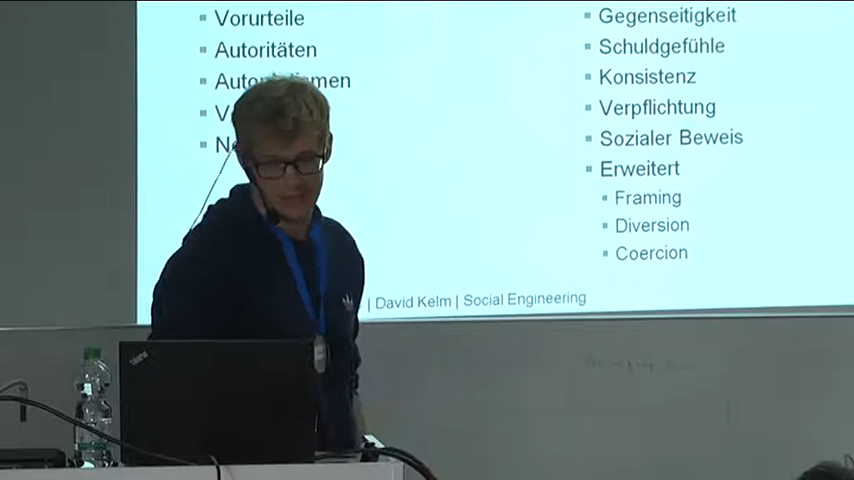 Vorurteile
Autoritäten
Gegenseitigkeit
Schuldgefühle
Konsistenz
Verpflichtung
Sozialer Beweis
Erweitert
Framing
Diversion
Coercion
| David Kelm | Social Engineering